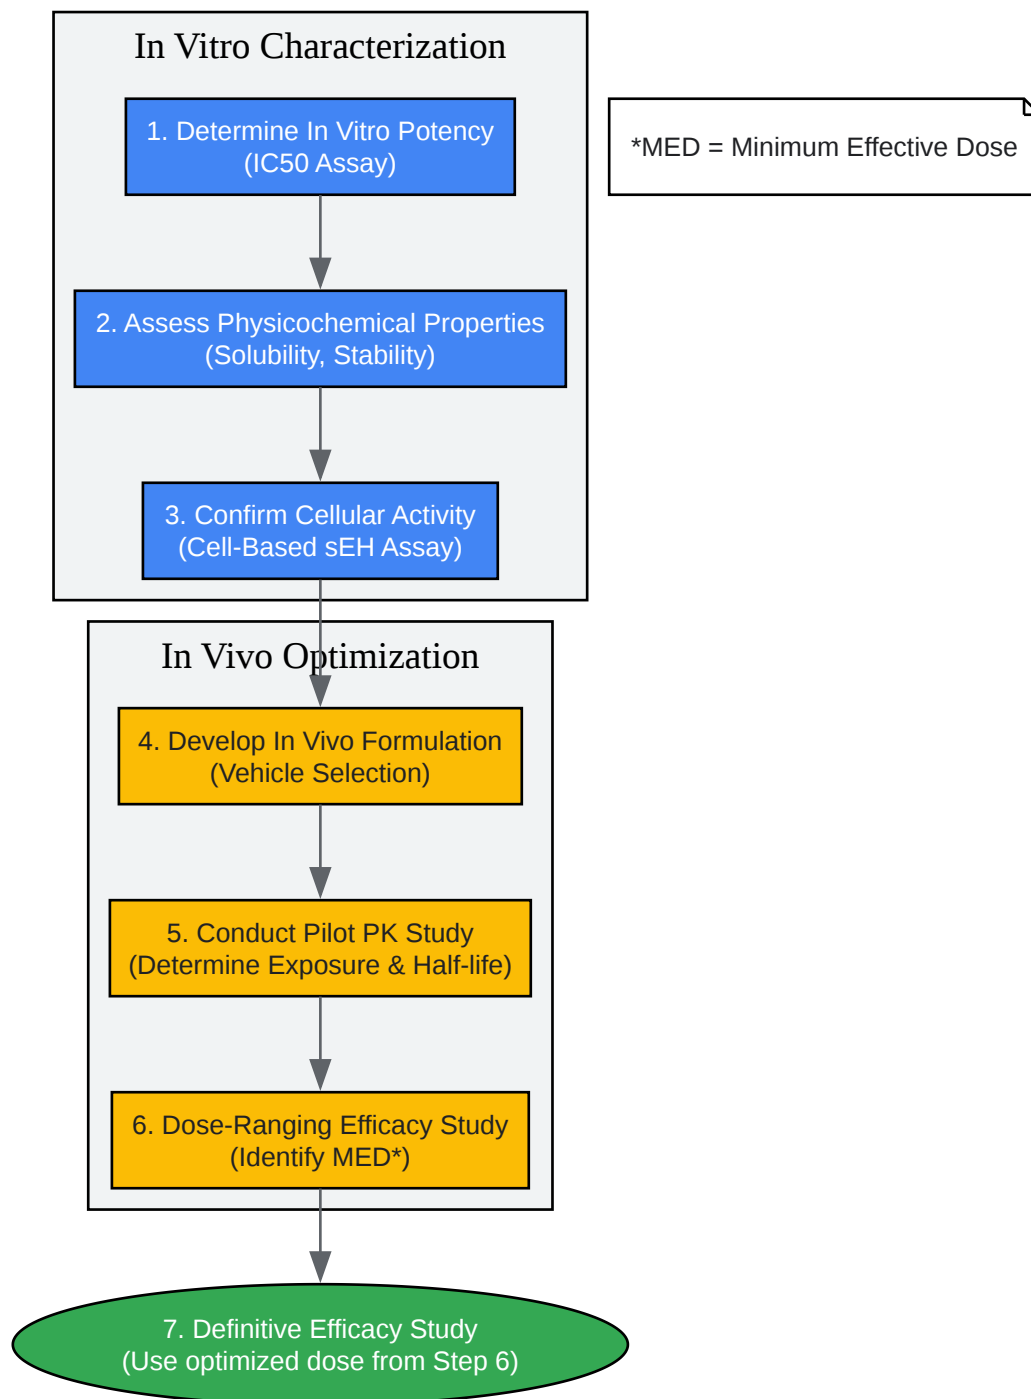 In Vitro Characterization
1. Determine In Vitro Potency
(IC50 Assay)
*MED = Minimum Effective Dose
2. Assess Physicochemical Properties
(Solubility, Stability)
3. Confirm Cellular Activity
(Cell-Based sEH Assay)
In Vivo Optimization
4. Develop In Vivo Formulation
(Vehicle Selection)
5. Conduct Pilot PK Study
(Determine Exposure & Half-life)
6. Dose-Ranging Efficacy Study
(Identify MED*)
7. Definitive Efficacy Study
(Use optimized dose from Step 6)